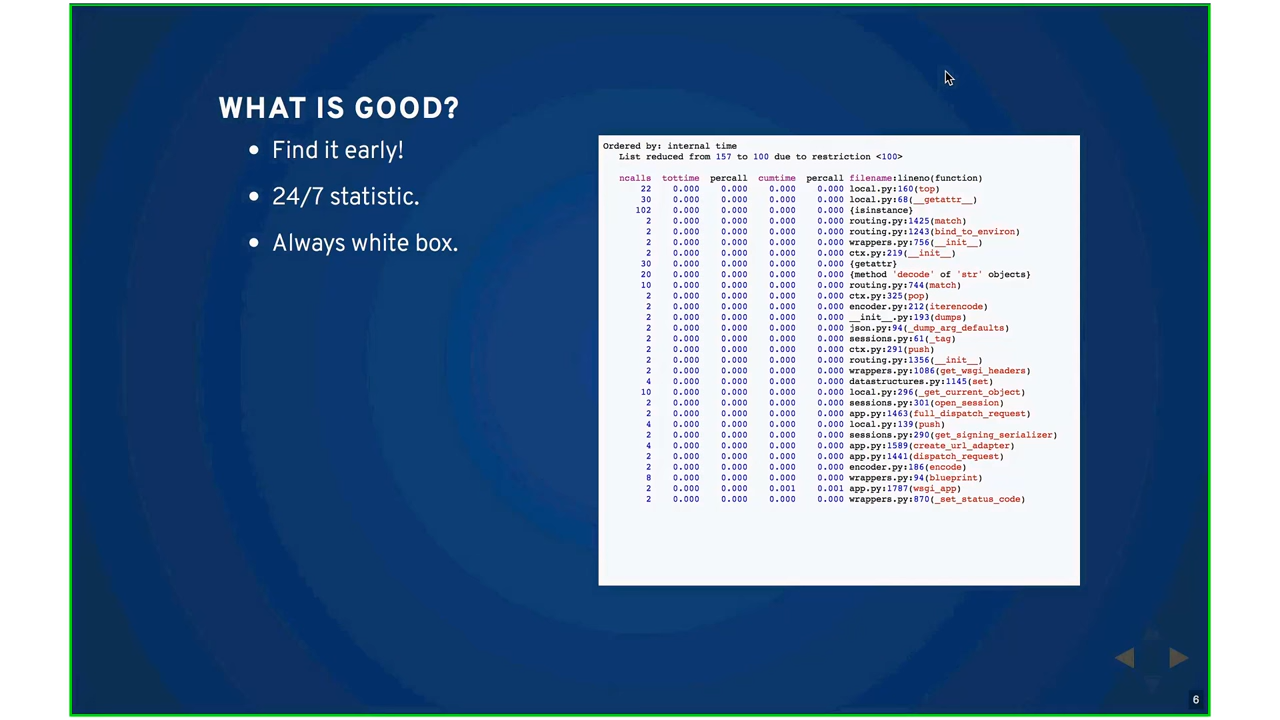 WHAT IS GOOD?
• Find it early!
• 24/7 statistic.
• Always white box.
Ordered by: internal time
List reduced from 157 to 100 due to restriction <100>
ncalls tottime percall cumtime percall filename:lineno(function)
22 0.000 0.000 0.000 0.000 local.py:160(top)
30 0.000 0.000 0.000 0.000 local.py:68(__getattr__)
102 0.000 0.000 0.000 0.000 {isinstance}
2 0.000 0.000 0.000 0.000 routing.py:1425(match)
2 0.000 0.000 0.000 0.000 routing.py:1243(bind_to_environ)
2 0.000 0.000 0.000 0.000 wrappers.py:756(__init__)
2 0.000 0.000 0.000 0.000 ctx.py:219(__init__)
30 0.000 0.000 0.000 0.000 {getattr}
20 0.000 0.000 0.000 0.000 {method 'decode' of 'str' objects}
10 0.000 0.000 0.000 0.000 routing.py:744(match)
2 0.000 0.000 0.000 0.000 ctx.py:325(pop)
2 0.000 0.000 0.000 0.000 encoder.py:212(iterencode)
2 0.000 0.000 0.000 0.000 __init__.py:193(dumps)
2 0.000 0.000 0.000 0.000 json.py:94(_dump_arg_defaults)
2 0.000 0.000 0.000 0.000 sessions.py:61(_tag)
2 0.000 0.000 0.000 0.000 ctx.py:291(push)
2 0.000 0.000 0.000 0.000 routing.py:1356(__init__)
2 0.000 0.000 0.000 0.000 wrappers.py:1086(get_wsgi_headers)
4 0.000 0.000 0.000 0.000 datastructures.py:1145(set)
10 0.000 0.000 0.000 0.000 local.py:296(_get_current_object)
2 0.000 0.000 0.000 0.000 sessions.py:301(open_session)
2 0.000 0.000 0.000 0.000 app.py:1463(full_dispatch_request)
4 0.000 0.000 0.000 0.000 local.py:139(push)
2 0.000 0.000 0.000 0.000 sessions.py:290(get_signing_serializer)
4 0.000 0.000 0.000 0.000 app.py:1589(create_url_adapter)
2 0.000 0.000 0.000 0.000 app.py:1441(dispatch_request)
2 0.000 0.000 0.000 0.000 encoder.py:186(encode)
8 0.000 0.000 0.000 0.000 wrappers.py:94(blueprint)
2 0.000 0.000 0.001 0.001 app.py:1787(wsgi_app)
2 0.000 0.000 0.000 0.000 wrappers.py:870(_set_status_code)
6